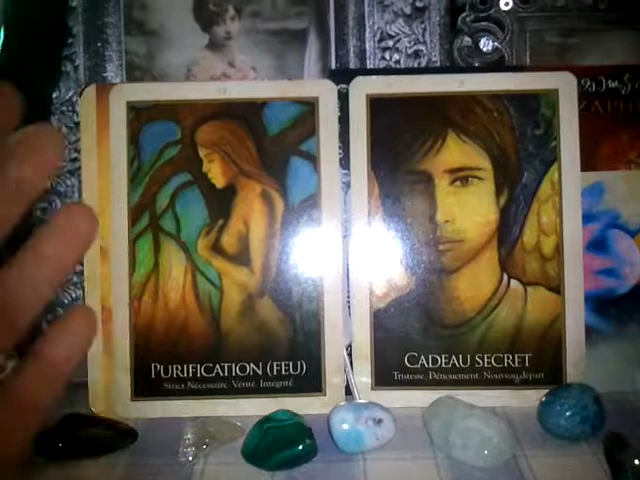 PURIFICATION (FEU)
Strict Nécessaire. Vérité. Intégrité
CADEAU SECRET
Tristesse. Dénouement. Nouveau départ